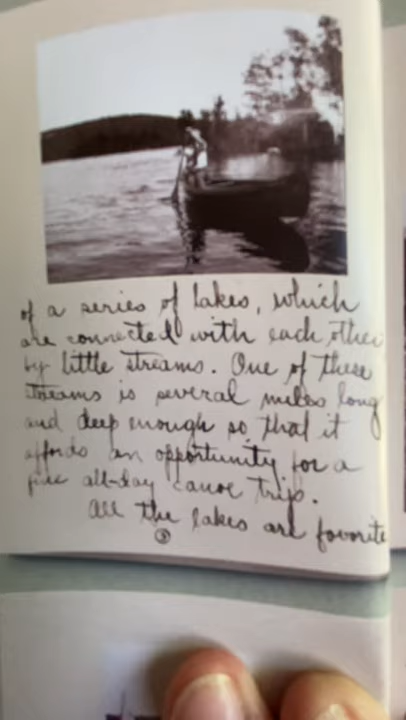 of a series of lakes, which
are connected with each other
by little streams. One of these
streams is several miles long
and deep enough so that it
affords an opportunity for a
fine all-day canoe trip.
All the lakes are favorite
③